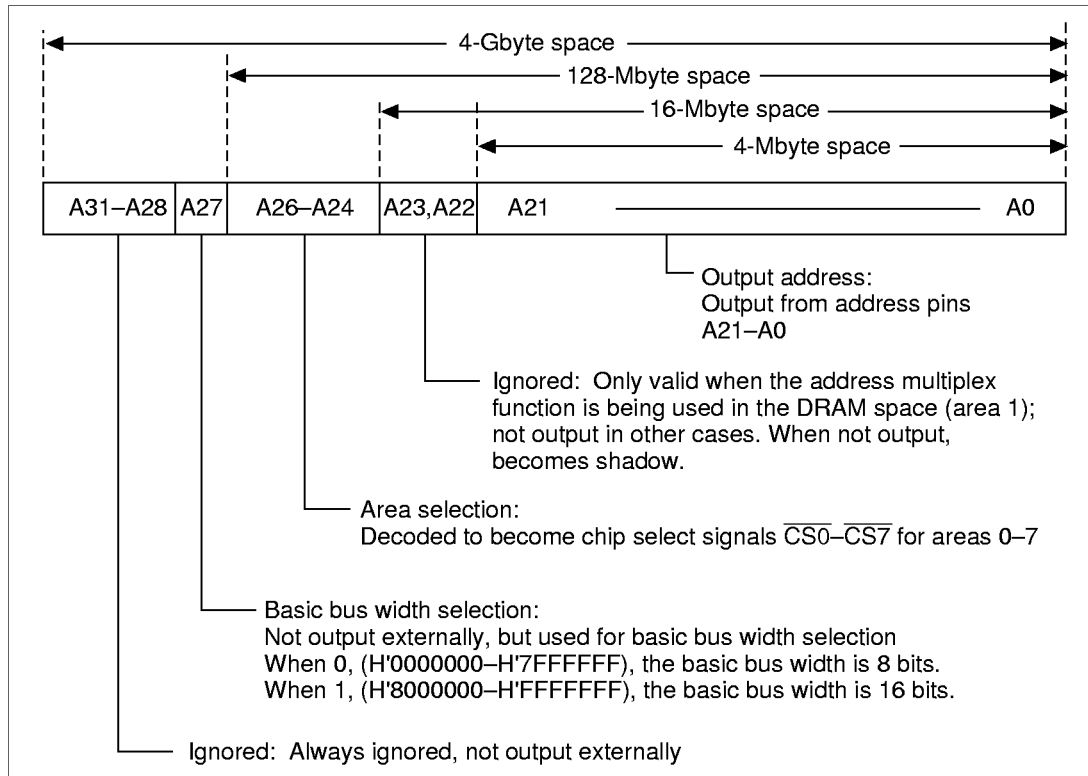 4-Gbyte space
128-Mbyte space
16-Mbyte space
4-Mbyte space
A31–A28 A27 A26–A24 A23,A22 A21 A0
Output address:
Output from address pins
A21–A0
Ignored: Only valid when the address multiplex
function is being used in the DRAM space (area 1);
not output in other cases. When not output,
becomes shadow.
Area selection:
Decoded to become chip select signals C̅S̅0̅–C̅S̅7̅ for areas 0–7
Basic bus width selection:
Not output externally, but used for basic bus width selection
When 0, (H'0000000–H'7FFFFFF), the basic bus width is 8 bits.
When 1, (H'8000000–H'FFFFFFF), the basic bus width is 16 bits.
Ignored: Always ignored, not output externally